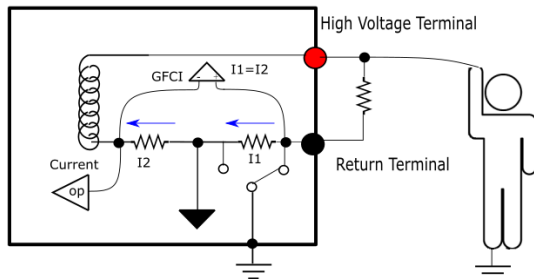 High Voltage Terminal
GFCI
I1=I2
- +
Current
op
I2
I1
Return Terminal